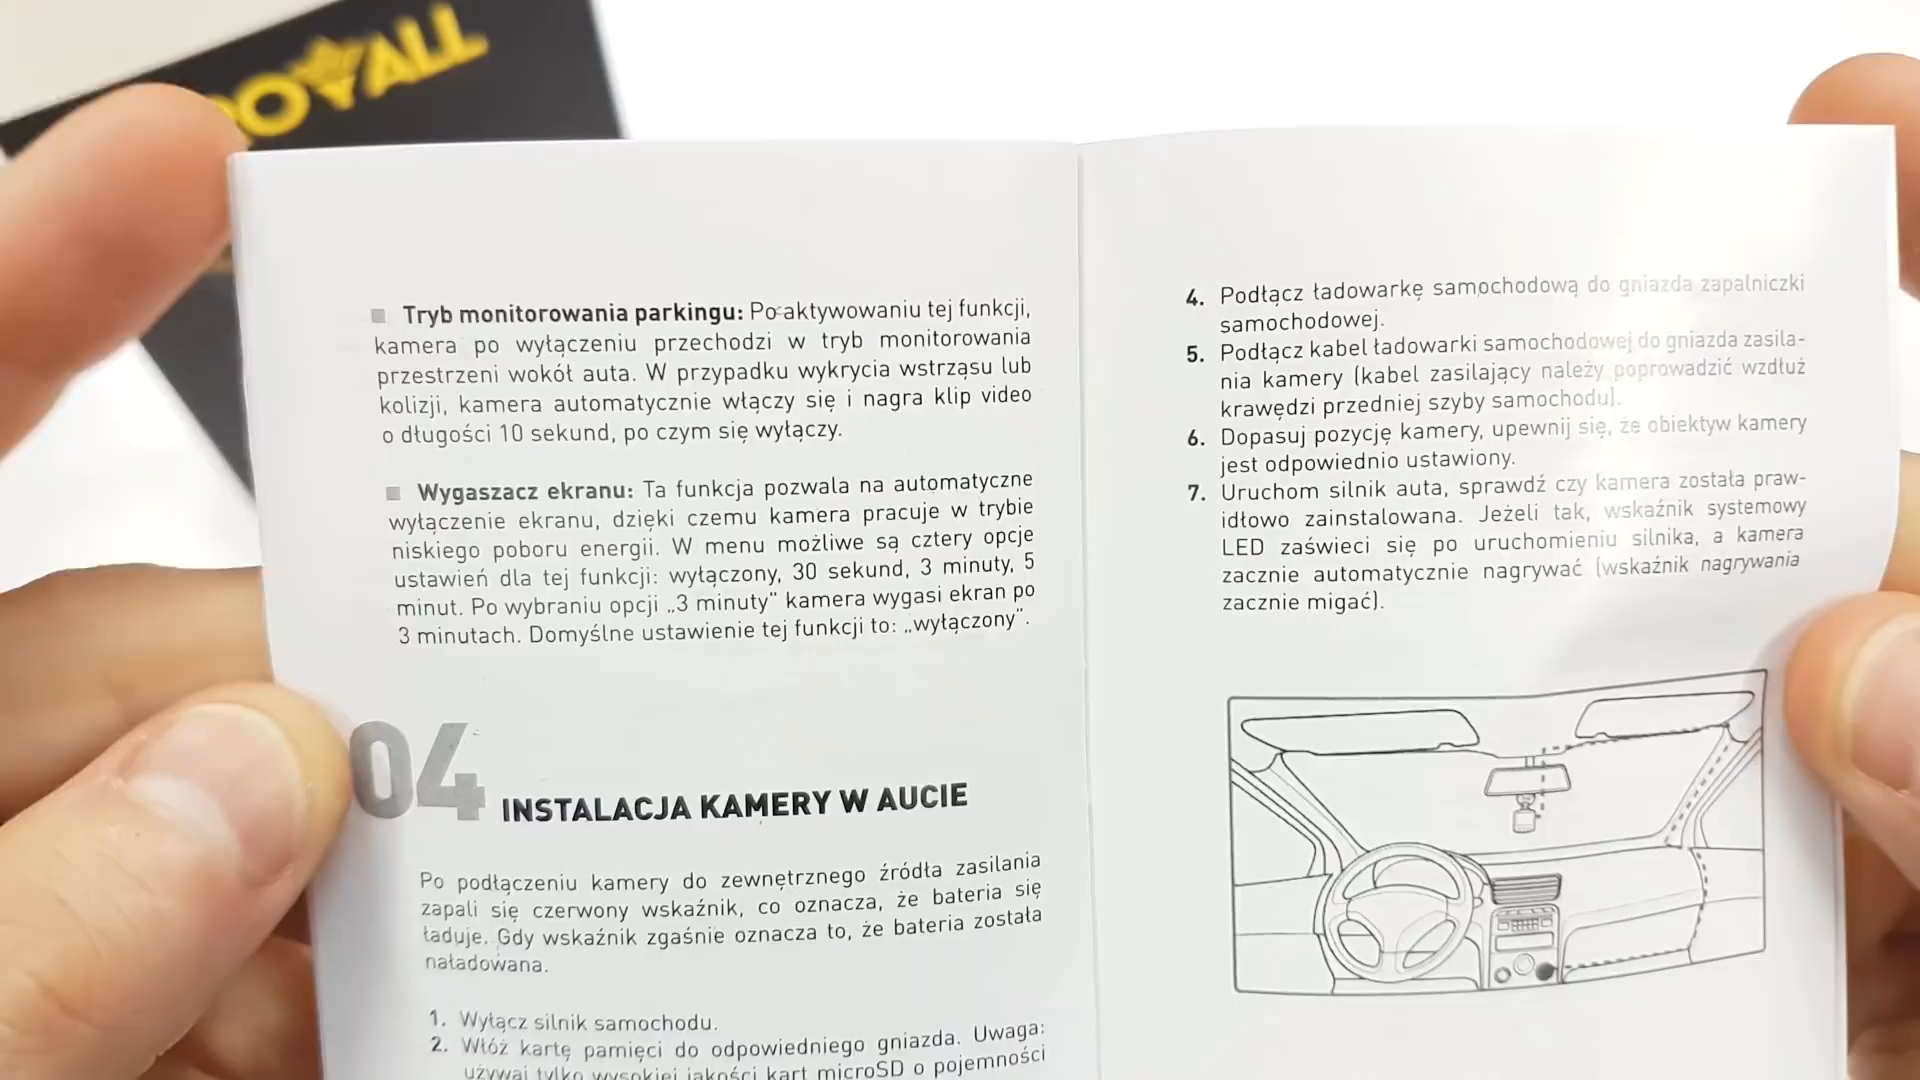 ■ Tryb monitorowania parkingu: Po aktywowaniu tej funkcji,
kamera po wyłączeniu przechodzi w tryb monitorowania
przestrzeni wokół auta. W przypadku wykrycia wstrząsu lub
kolizji, kamera automatycznie włączy się i nagra klip video
o długości 10 sekund, po czym się wyłączy.
■ Wygaszacz ekranu: Ta funkcja pozwala na automatyczne
wyłączenie ekranu, dzięki czemu kamera pracuje w trybie
niskiego poboru energii. W menu możliwe są cztery opcje
ustawień dla tej funkcji: wyłączony, 30 sekund, 3 minuty, 5
minut. Po wybraniu opcji „3 minuty" kamera wygasi ekran po
3 minutach. Domyślne ustawienie tej funkcji to: „wyłączony".
04 INSTALACJA KAMERY W AUCIE
Po podłączeniu kamery do zewnętrznego źródła zasilania
zapali się czerwony wskaźnik, co oznacza, że bateria się
ładuje. Gdy wskaźnik zgaśnie oznacza to, że bateria została
naładowana.
1. Wyłącz silnik samochodu.
2. Włóż kartę pamięci do odpowiedniego gniazda. Uwaga:
używaj tylko wysokiej jakości kart microSD o pojemności
4. Podłącz ładowarkę samochodową do gniazda zapalniczki
samochodowej.
5. Podłącz kabel ładowarki samochodowej do gniazda zasila-
nia kamery (kabel zasilający należy poprowadzić wzdłuż
krawędzi przedniej szyby samochodu).
6. Dopasuj pozycję kamery, upewnij się, że obiektyw kamery
jest odpowiednio ustawiony.
7. Uruchom silnik auta, sprawdź czy kamera została praw-
idłowo zainstalowana. Jeżeli tak, wskaźnik systemowy
LED zaświeci się po uruchomieniu silnika, a kamera
zacznie automatycznie nagrywać (wskaźnik nagrywania
zacznie migać).